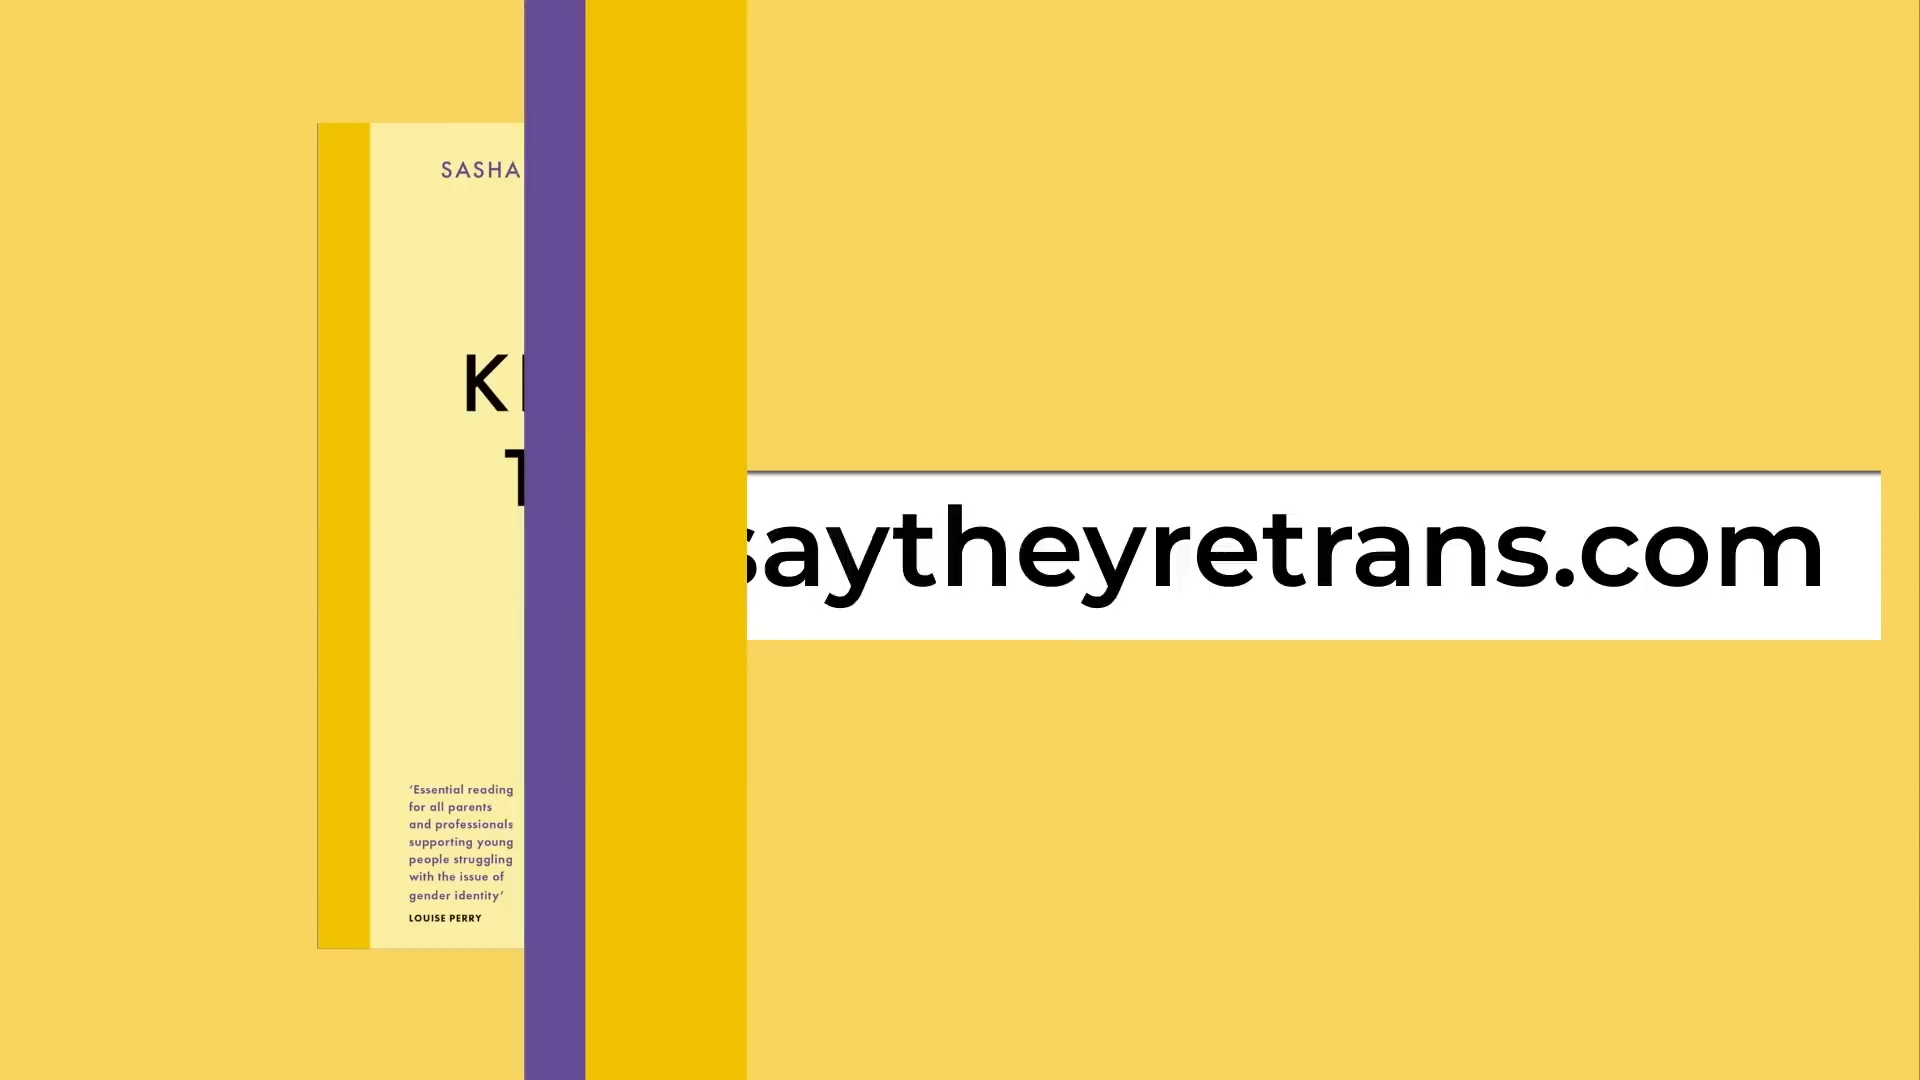 SASHA
K
T
‘Essential reading
for all parents
and professionals
supporting young
people struggling
with the issue of
gender identity’
LOUISE PERRY
saytheyretrans.com